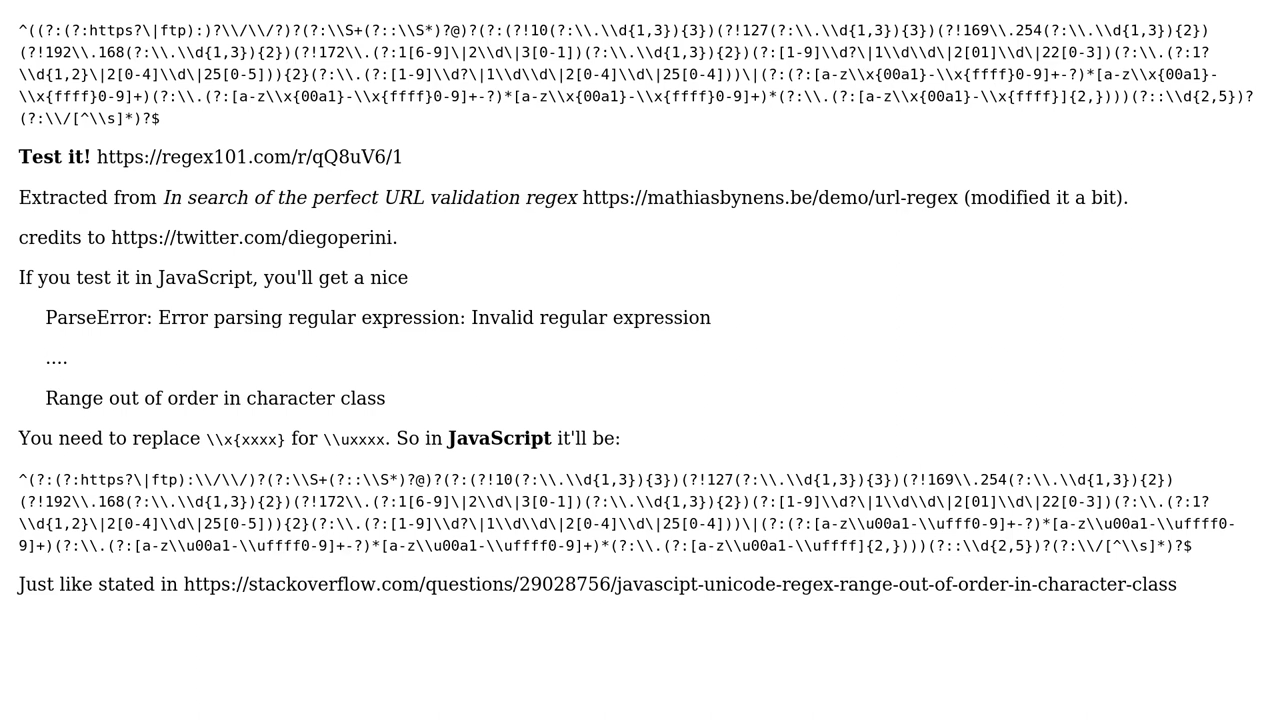 ^((?:(?:https?\|ftp):)?\\/\\/?)?(?:\\S+(?::\\S*)?@)?(?:(?!10(?:\\.\\d{1,3}){3})(?!127(?:\\.\\d{1,3}){3})(?!169\\.254(?:\\.\\d{1,3}){2})
(?!192\\.168(?:\\.\\d{1,3}){2})(?!172\\.(?:1[6-9]\|2\\d\|3[0-1])(?:\\.\\d{1,3}){2})(?:[1-9]\\d?\|1\\d\\d\|2[01]\\d\|22[0-3])(?:\\.(?:1?
\\d{1,2}\|2[0-4]\\d\|25[0-5])){2}(?:\\.(?:[1-9]\\d?\|1\\d\\d\|2[0-4]\\d\|25[0-4]))\|(?:(?:[a-z\\x{00a1}-\\x{ffff}0-9]+-?)*[a-z\\x{00a1}-
\\x{ffff}0-9]+)(?:\\.(?:[a-z\\x{00a1}-\\x{ffff}0-9]+-?)*[a-z\\x{00a1}-\\x{ffff}0-9]+)*(?:\\.(?:[a-z\\x{00a1}-\\x{ffff}]{2,})))(?::\\d{2,5})?
(?:\\/[^\\s]*)?$
Test it! https://regex101.com/r/qQ8uV6/1
Extracted from In search of the perfect URL validation regex https://mathiasbynens.be/demo/url-regex (modified it a bit).
credits to https://twitter.com/diegoperini.
If you test it in JavaScript, you'll get a nice
ParseError: Error parsing regular expression: Invalid regular expression
....
Range out of order in character class
You need to replace \\x{xxxx} for \\uxxxx. So in JavaScript it'll be:
^(?:(?:https?\|ftp):\\/\\/)?(?:\\S+(?::\\S*)?@)?(?:(?!10(?:\\.\\d{1,3}){3})(?!127(?:\\.\\d{1,3}){3})(?!169\\.254(?:\\.\\d{1,3}){2})
(?!192\\.168(?:\\.\\d{1,3}){2})(?!172\\.(?:1[6-9]\|2\\d\|3[0-1])(?:\\.\\d{1,3}){2})(?:[1-9]\\d?\|1\\d\\d\|2[01]\\d\|22[0-3])(?:\\.(?:1?
\\d{1,2}\|2[0-4]\\d\|25[0-5])){2}(?:\\.(?:[1-9]\\d?\|1\\d\\d\|2[0-4]\\d\|25[0-4]))\|(?:(?:[a-z\\u00a1-\\ufff0-9]+-?)*[a-z\\u00a1-\\uffff0-
9]+)(?:\\.(?:[a-z\\u00a1-\\uffff0-9]+-?)*[a-z\\u00a1-\\uffff0-9]+)*(?:\\.(?:[a-z\\u00a1-\\uffff]{2,})))(?::\\d{2,5})?(?:\\/[^\\s]*)?$
Just like stated in https://stackoverflow.com/questions/29028756/javascipt-unicode-regex-range-out-of-order-in-character-class